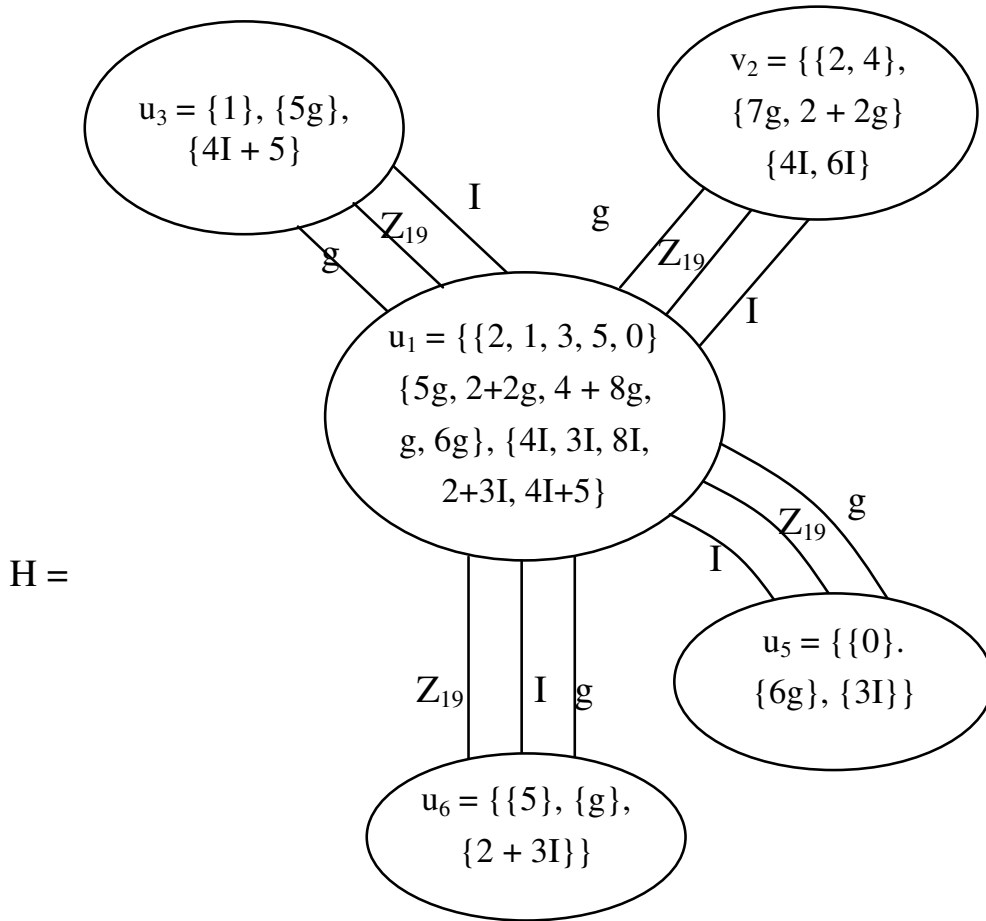 u₃ = {1}, {5g},
{4I + 5}
v₂ = {{2, 4},
{7g, 2 + 2g}
{4I, 6I}
I
Z₁₉
g
g
Z₁₉
I
u₁ = {{2, 1, 3, 5, 0}
{5g, 2+2g, 4 + 8g,
g, 6g}, {4I, 3I, 8I,
2+3I, 4I+5}
g
Z₁₉
I
H =
u₅ = {{0}.
{6g}, {3I}}
Z₁₉
I
g
u₆ = {{5}, {g},
{2 + 3I}}